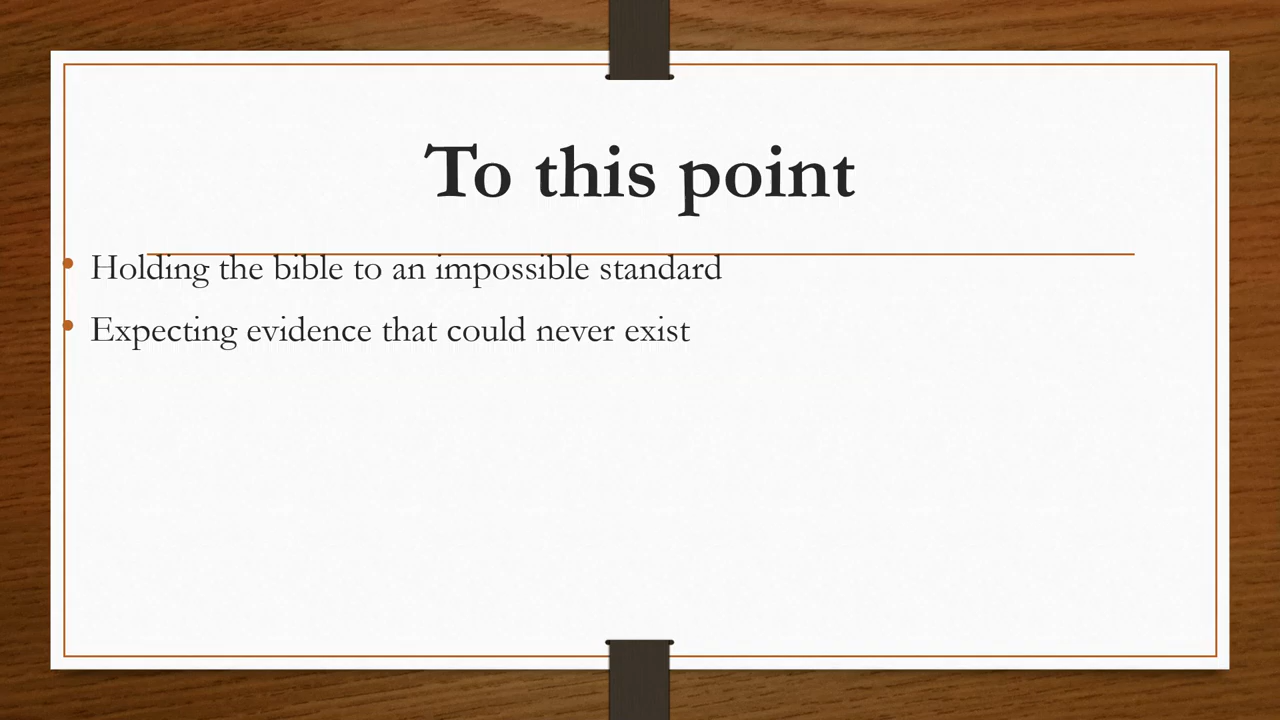 To this point
• Holding the bible to an impossible standard
• Expecting evidence that could never exist